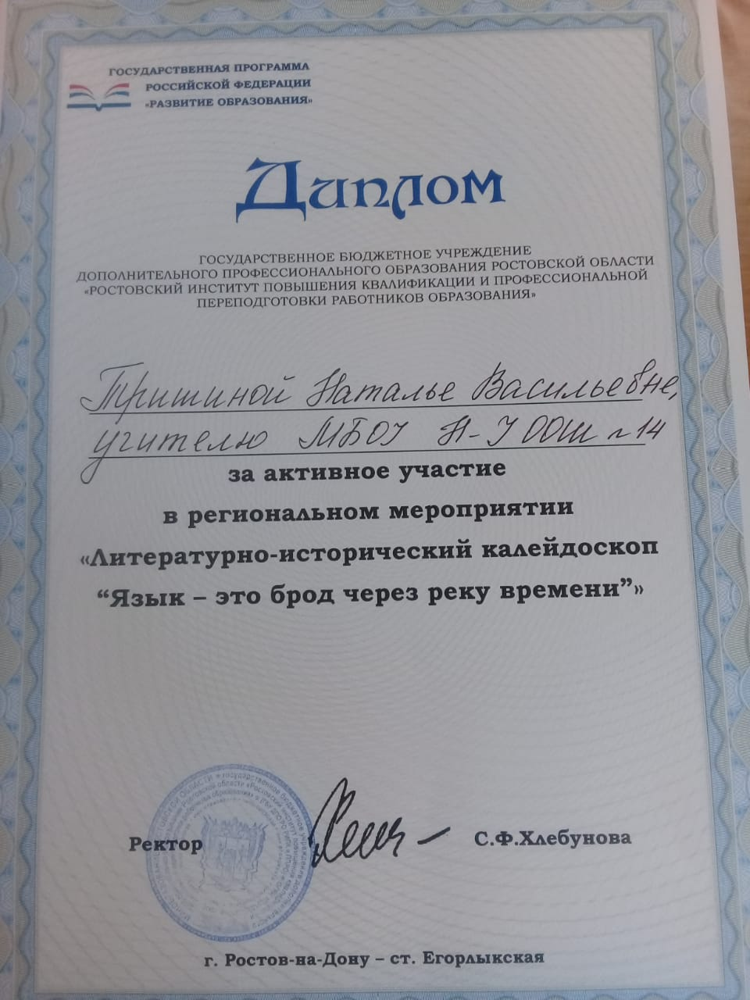 ГОСУДАРСТВЕННАЯ ПРОГРАММА
РОССИЙСКОЙ ФЕДЕРАЦИИ
«РАЗВИТИЕ ОБРАЗОВАНИЯ»
Диплом
ГОСУДАРСТВЕННОЕ БЮДЖЕТНОЕ УЧРЕЖДЕНИЕ
ДОПОЛНИТЕЛЬНОГО ПРОФЕССИОНАЛЬНОГО ОБРАЗОВАНИЯ РОСТОВСКОЙ ОБЛАСТИ
«РОСТОВСКИЙ ИНСТИТУТ ПОВЫШЕНИЯ КВАЛИФИКАЦИИ И ПРОФЕССИОНАЛЬНОЙ
ПЕРЕПОДГОТОВКИ РАБОТНИКОВ ОБРАЗОВАНИЯ»
Тришиной Наталье Васильевне,
учителю МБОУ Н-У ООШ №14
за активное участие
в региональном мероприятии
«Литературно-исторический калейдоскоп
“Язык – это брод через реку времени”»
Ректор
С.Ф.Хлебунова
г. Ростов-на-Дону – ст. Егорлыкская